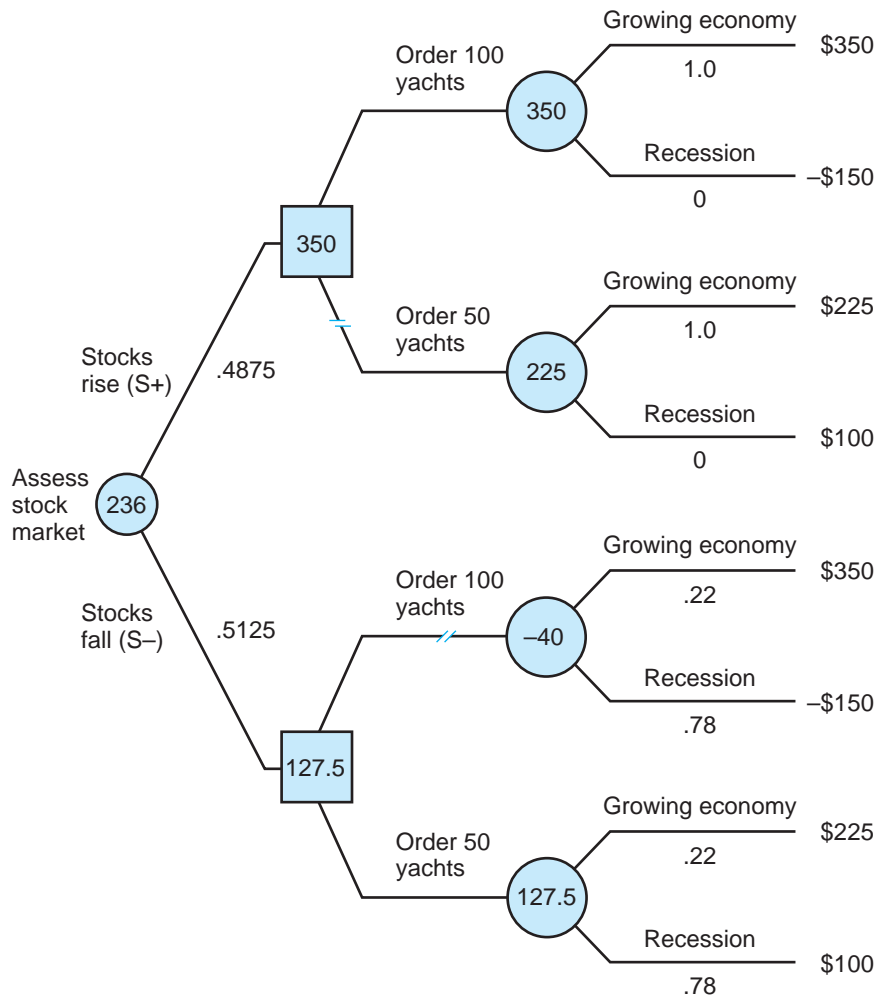 Growing economy
$350
1.0
Order 100
yachts
350
Recession
–$150
0
350
Growing economy
$225
1.0
Order 50
yachts
225
Recession
$100
0
Stocks
rise (S+)
.4875
Assess
stock
market
236
Stocks
fall (S–)
.5125
Growing economy
$350
.22
Order 100
yachts
–40
Recession
–$150
.78
127.5
Growing economy
$225
.22
Order 50
yachts
127.5
Recession
$100
.78